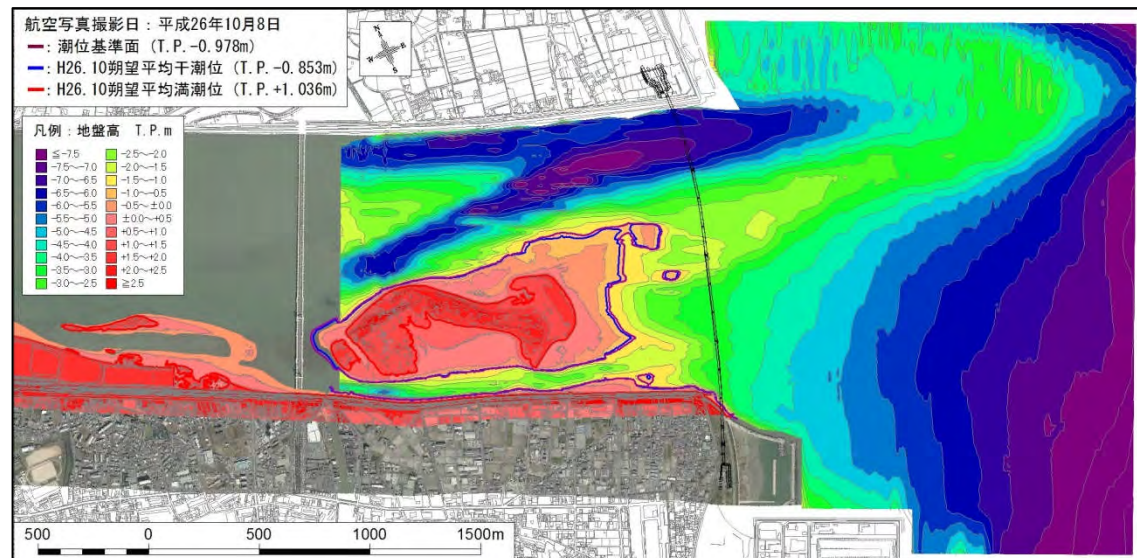 航空写真撮影日：平成26年10月8日
━：潮位基準面 (T.P.-0.978m)
━：H26.10朔望平均干潮位 (T.P.-0.853m)
━：H26.10朔望平均満潮位 (T.P.+1.036m)
N
E
W
S
凡例：地盤高 T.P.m
≦-7.5 -2.5～-2.0
-7.5～-7.0 -2.0～-1.5
-7.0～-6.5 -1.5～-1.0
-6.5～-6.0 -1.0～-0.5
-6.0～-5.5 -0.5～±0.0
-5.5～-5.0 ±0.0～+0.5
-5.0～-4.5 +0.5～+1.0
-4.5～-4.0 +1.0～+1.5
-4.0～-3.5 +1.5～+2.0
-3.5～-3.0 +2.0～+2.5
-3.0～-2.5 ≧2.5
500 0 500 1000 1500m